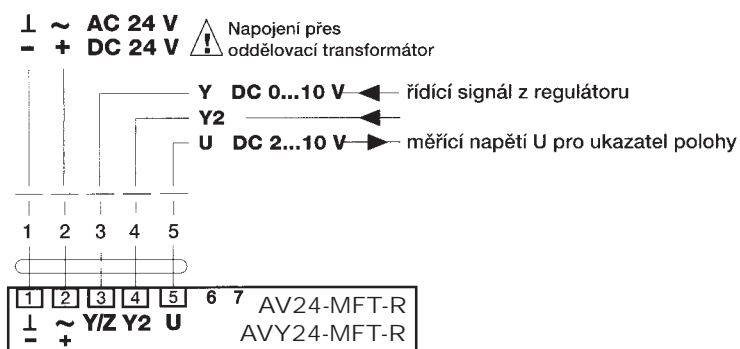 ⊥ ~ AC 24 V
– + DC 24 V
! Napojení přes
oddělovací transformátor
Y DC 0...10 V řídící signál z regulátoru
Y2
U DC 2...10 V měřící napětí U pro ukazatel polohy
1 2 3 4 5
1 2 3 4 5 6 7 AV24-MFT-R
⊥ ~ Y/Z Y2 U AVY24-MFT-R
– +